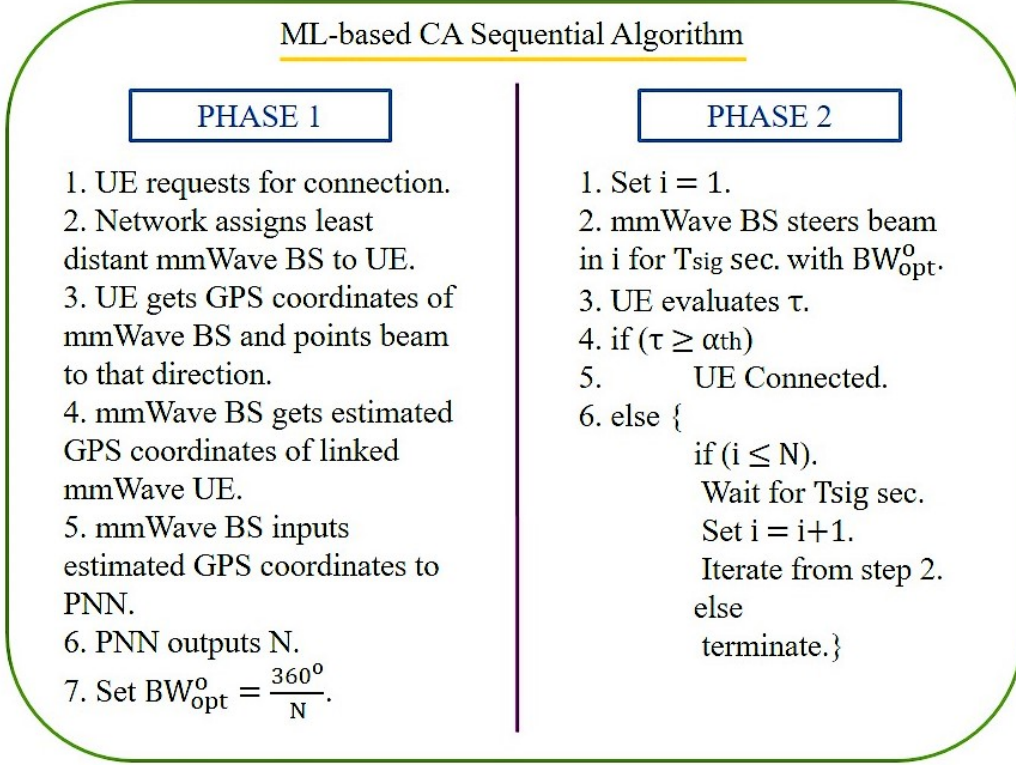 ML-based CA Sequential Algorithm
PHASE 1
1. UE requests for connection.
2. Network assigns least
distant mmWave BS to UE.
3. UE gets GPS coordinates of
mmWave BS and points beam
to that direction.
4. mmWave BS gets estimated
GPS coordinates of linked
mmWave UE.
5. mmWave BS inputs
estimated GPS coordinates to
PNN.
6. PNN outputs N.
7. Set BW°opt = 360°/N.
PHASE 2
1. Set i = 1.
2. mmWave BS steers beam
in i for Tsig sec. with BW°opt.
3. UE evaluates τ.
4. if (τ ≥ αth)
5. UE Connected.
6. else {
if (i ≤ N).
Wait for Tsig sec.
Set i = i+1.
Iterate from step 2.
else
terminate.}